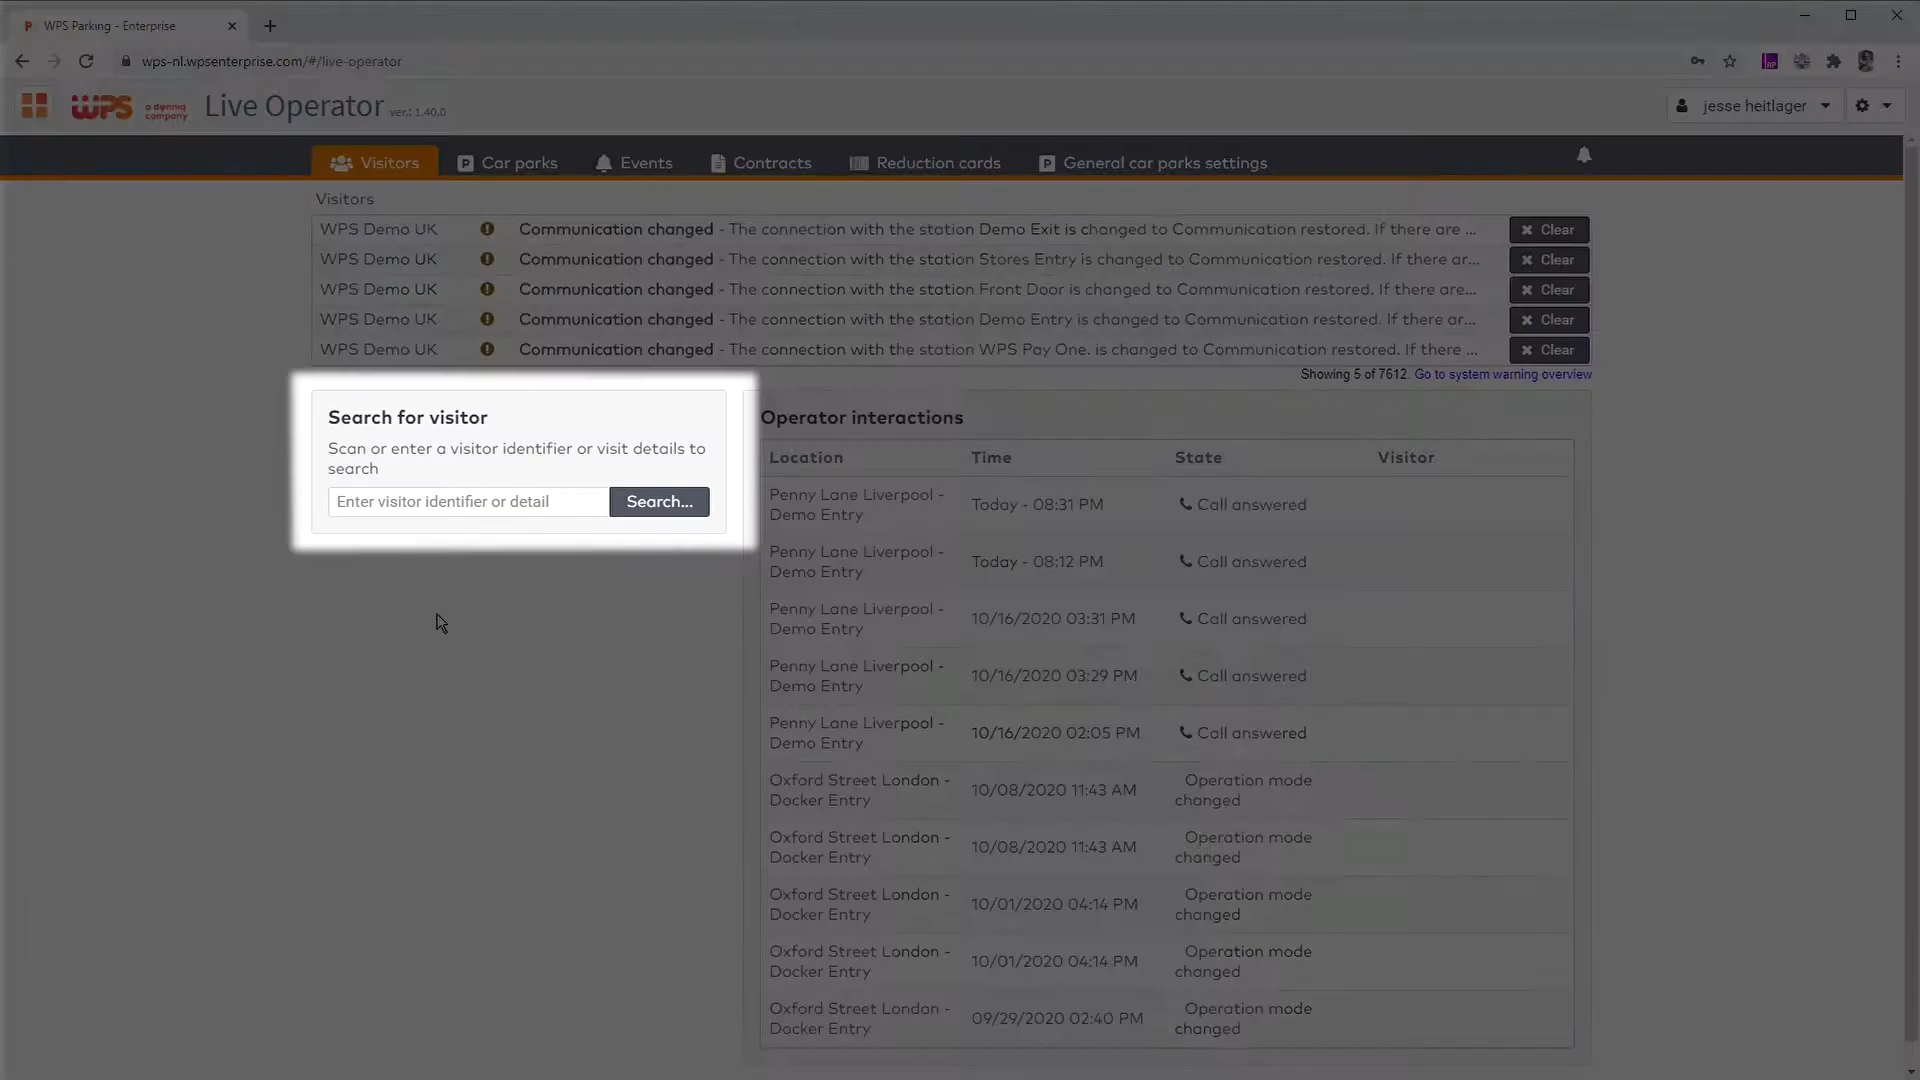 WPS Parking - Enterprise
wps-nl.wpsenterprise.com/#/live-operator
WPS a denniq company Live Operator ver.: 1.40.0 jesse heitlager
Visitors Car parks Events Contracts Reduction cards General car parks settings
Visitors
WPS Demo UK Communication changed - The connection with the station Demo Exit is changed to Communication restored. If there are ... Clear
WPS Demo UK Communication changed - The connection with the station Stores Entry is changed to Communication restored. If there ar... Clear
WPS Demo UK Communication changed - The connection with the station Front Door is changed to Communication restored. If there are... Clear
WPS Demo UK Communication changed - The connection with the station Demo Entry is changed to Communication restored. If there ar... Clear
WPS Demo UK Communication changed - The connection with the station WPS Pay One. is changed to Communication restored. If there ... Clear
Showing 5 of 7612. Go to system warning overview
Search for visitor
Scan or enter a visitor identifier or visit details to
search
Enter visitor identifier or detail Search...
Operator interactions
Location Time State Visitor
Penny Lane Liverpool -
Demo Entry
Today - 08:31 PM
Call answered
Penny Lane Liverpool -
Demo Entry
Today - 08:12 PM
Call answered
Penny Lane Liverpool -
Demo Entry
10/16/2020 03:31 PM
Call answered
Penny Lane Liverpool -
Demo Entry
10/16/2020 03:29 PM
Call answered
Penny Lane Liverpool -
Demo Entry
10/16/2020 02:05 PM
Call answered
Oxford Street London -
Docker Entry
10/08/2020 11:43 AM
Operation mode
changed
Oxford Street London -
Docker Entry
10/08/2020 11:43 AM
Operation mode
changed
Oxford Street London -
Docker Entry
10/01/2020 04:14 PM
Operation mode
changed
Oxford Street London -
Docker Entry
10/01/2020 04:14 PM
Operation mode
changed
Oxford Street London -
Docker Entry
09/29/2020 02:40 PM
Operation mode
changed